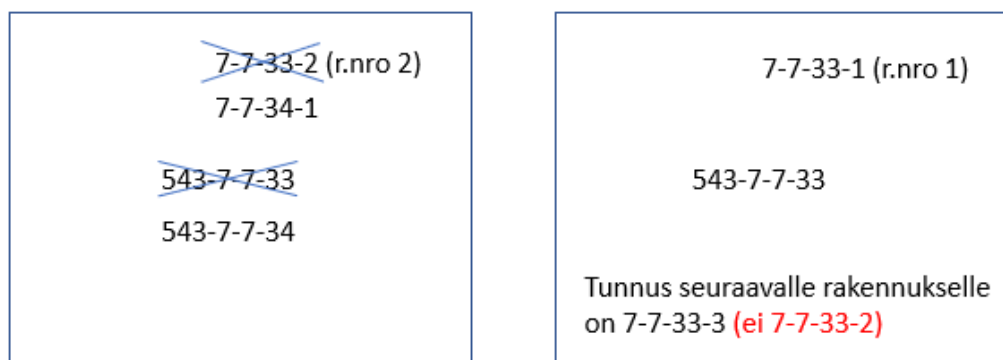 7-7-33-2 (r.nro 2)
7-7-34-1
543-7-7-33
543-7-7-34
7-7-33-1 (r.nro 1)
543-7-7-33
Tunnus seuraavalle rakennukselle
on 7-7-33-3 (ei 7-7-33-2)